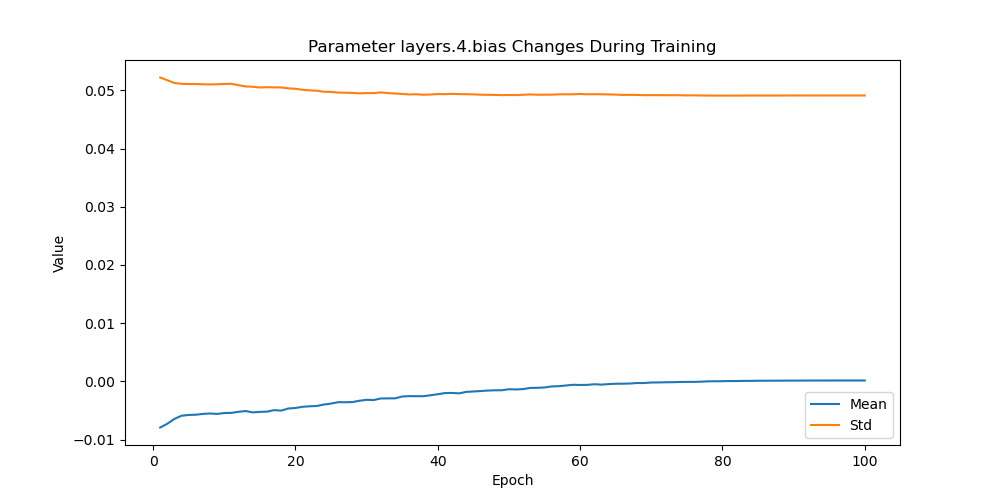 Parameter layers.4.bias Changes During Training
0.05
0.04
0.03
0.02
0.01
0.00
−0.01
Value
0
20
40
60
80
100
Epoch
Mean
Std